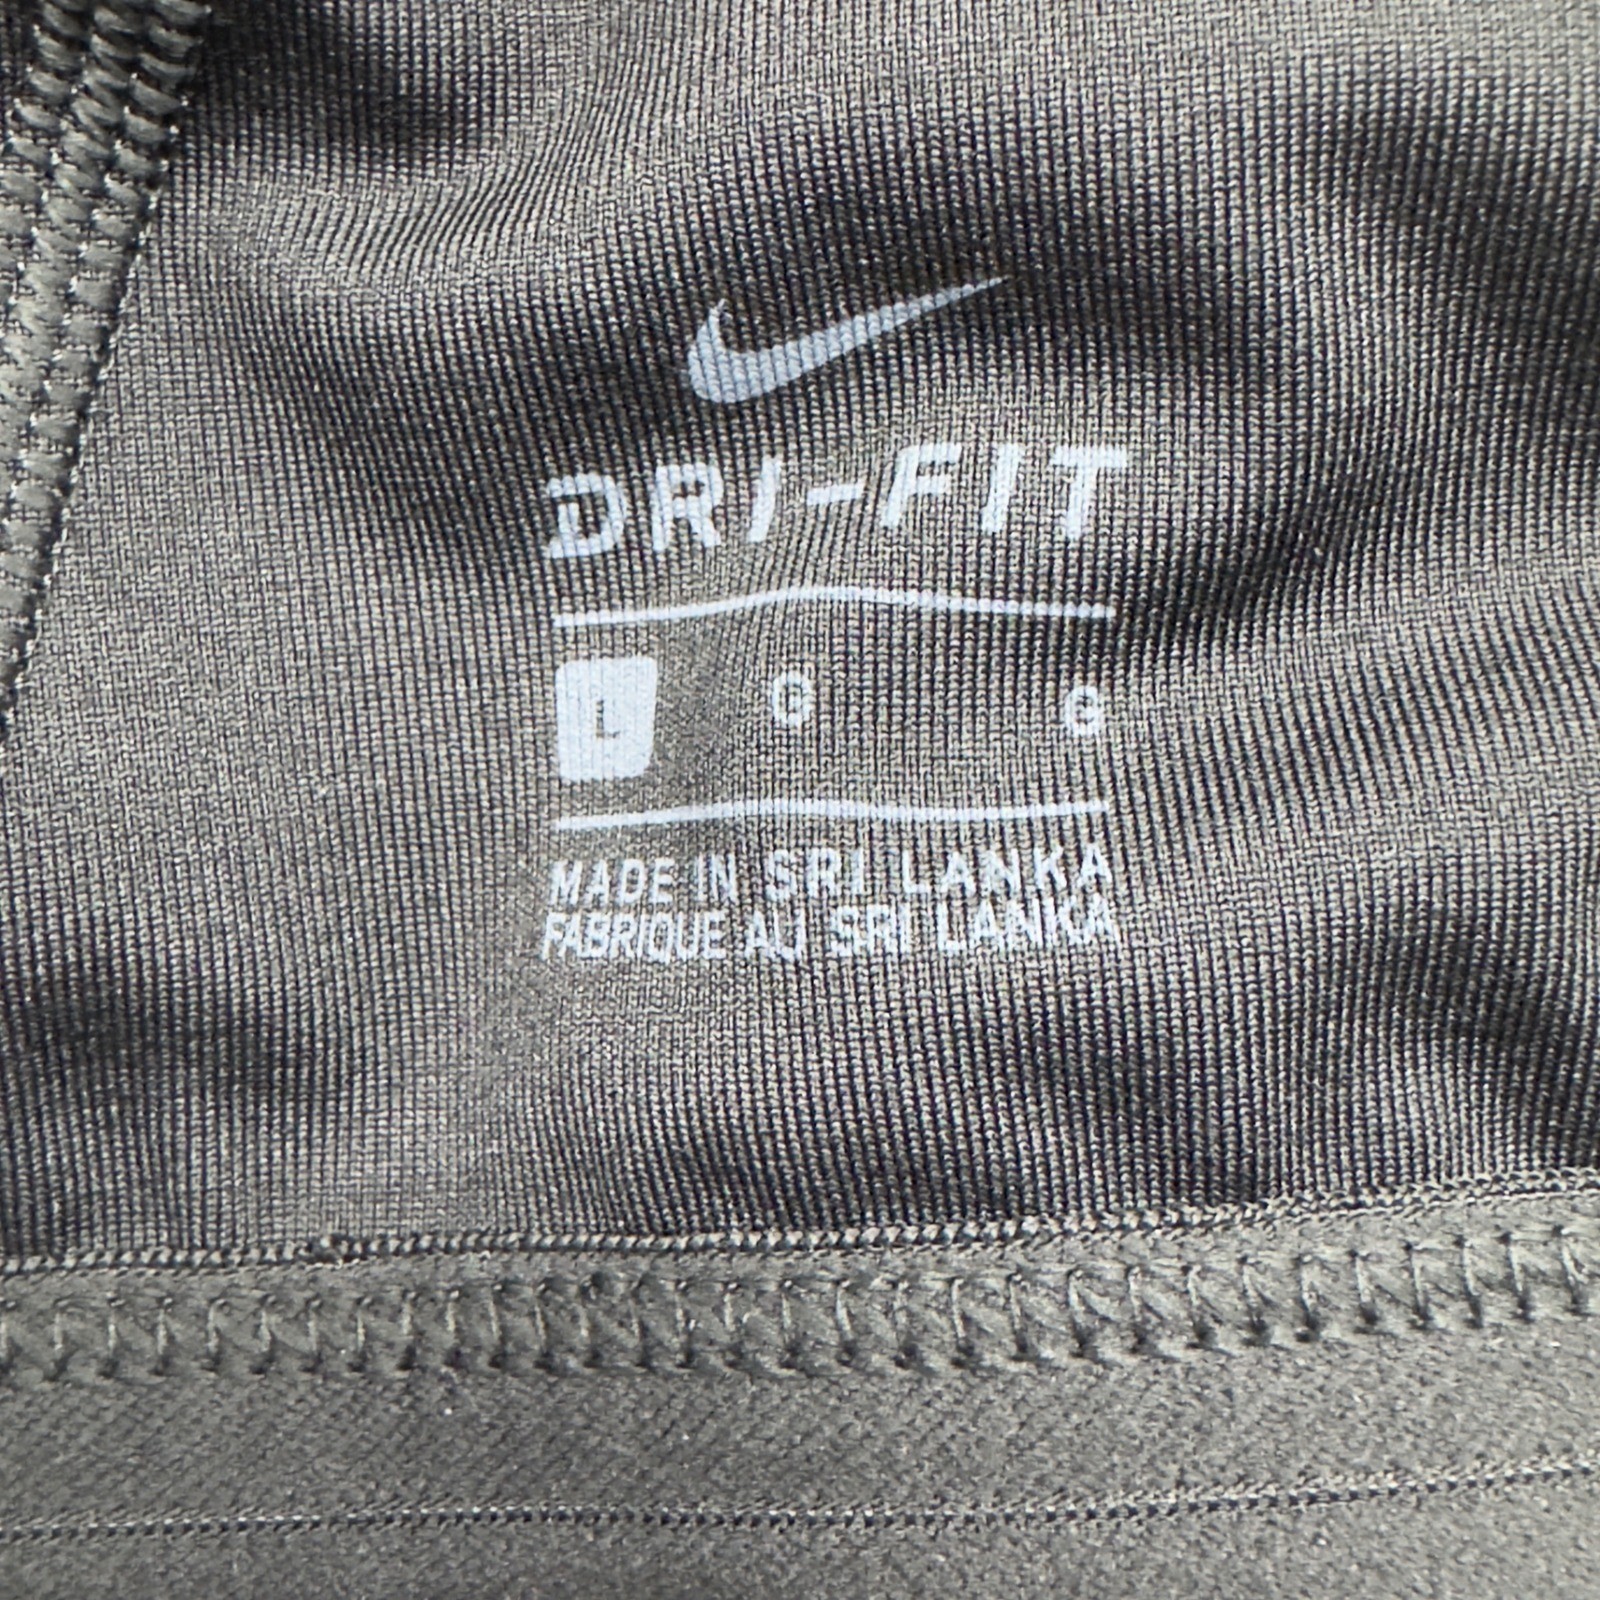 DRI-FIT
L G G
MADE IN SRI LANKA
FABRIQUE AU SRI LANKA